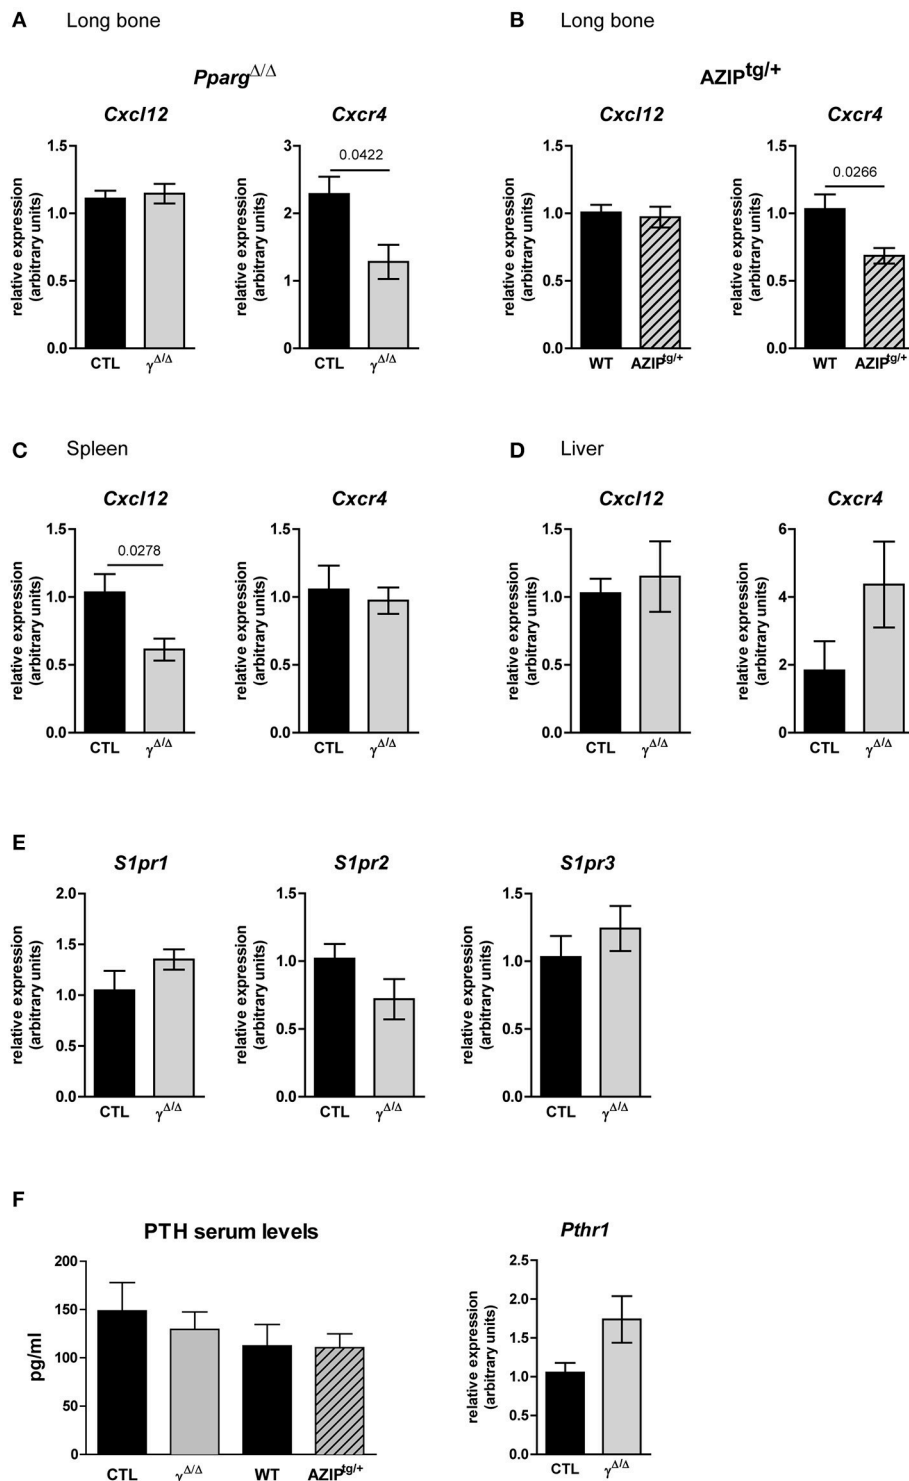 A Long bone
Pparg^Δ/Δ
Cxcl12
relative expression
(arbitrary units)
1.5
1.0
0.5
0.0
CTL γ^Δ/Δ
Cxcr4
relative expression
(arbitrary units)
3
2
1
0
0.0422
CTL γ^Δ/Δ
B Long bone
AZIP^tg/+
Cxcl12
relative expression
(arbitrary units)
1.5
1.0
0.5
0.0
WT AZIP^tg/+
Cxcr4
relative expression
(arbitrary units)
1.5
1.0
0.5
0.0
0.0266
WT AZIP^tg/+
C Spleen
Cxcl12
relative expression
(arbitrary units)
1.5
1.0
0.5
0.0
0.0278
CTL γ^Δ/Δ
Cxcr4
relative expression
(arbitrary units)
1.5
1.0
0.5
0.0
CTL γ^Δ/Δ
D Liver
Cxcl12
relative expression
(arbitrary units)
1.5
1.0
0.5
0.0
CTL γ^Δ/Δ
Cxcr4
relative expression
(arbitrary units)
6
4
2
0
CTL γ^Δ/Δ
E
S1pr1
relative expression
(arbitrary units)
2.0
1.5
1.0
0.5
0.0
CTL γ^Δ/Δ
S1pr2
relative expression
(arbitrary units)
1.5
1.0
0.5
0.0
CTL γ^Δ/Δ
S1pr3
relative expression
(arbitrary units)
1.5
1.0
0.5
0.0
CTL γ^Δ/Δ
F
PTH serum levels
pg/ml
200
150
100
50
0
CTL γ^Δ/Δ WT AZIP^tg/+
Pthr1
relative expression
(arbitrary units)
2.5
2.0
1.5
1.0
0.5
0.0
CTL γ^Δ/Δ